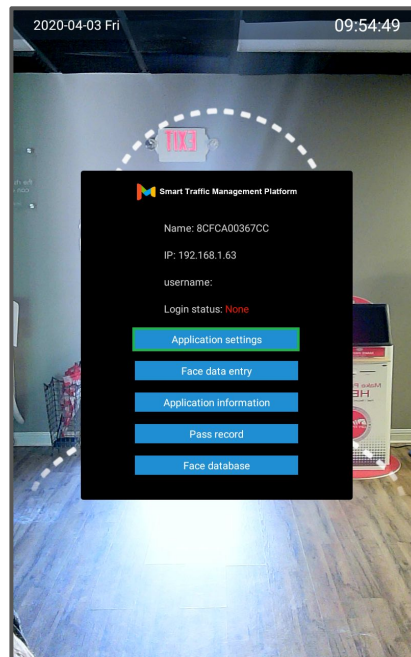 2020-04-03 Fri
09:54:49
EXIT
Smart Traffic Management Platform
Name: 8CFCA00367CC
IP: 192.168.1.63
username:
Login status: None
Application settings
Face data entry
Application information
Pass record
Face database